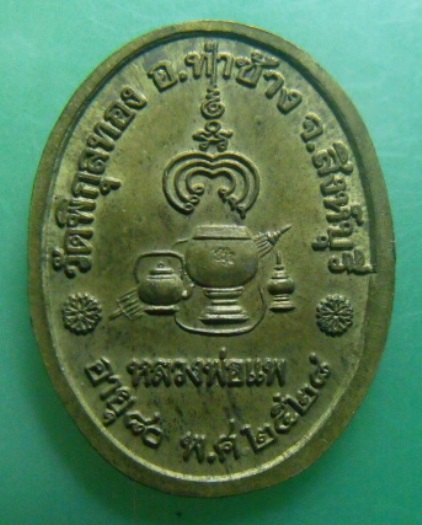 วัดพิกุลทอง อ.ท่าช้าง จ.สิงห์บุรี
หลวงพ่อแพ
อายุ๘๐ พ.ศ ๒๕๒๘